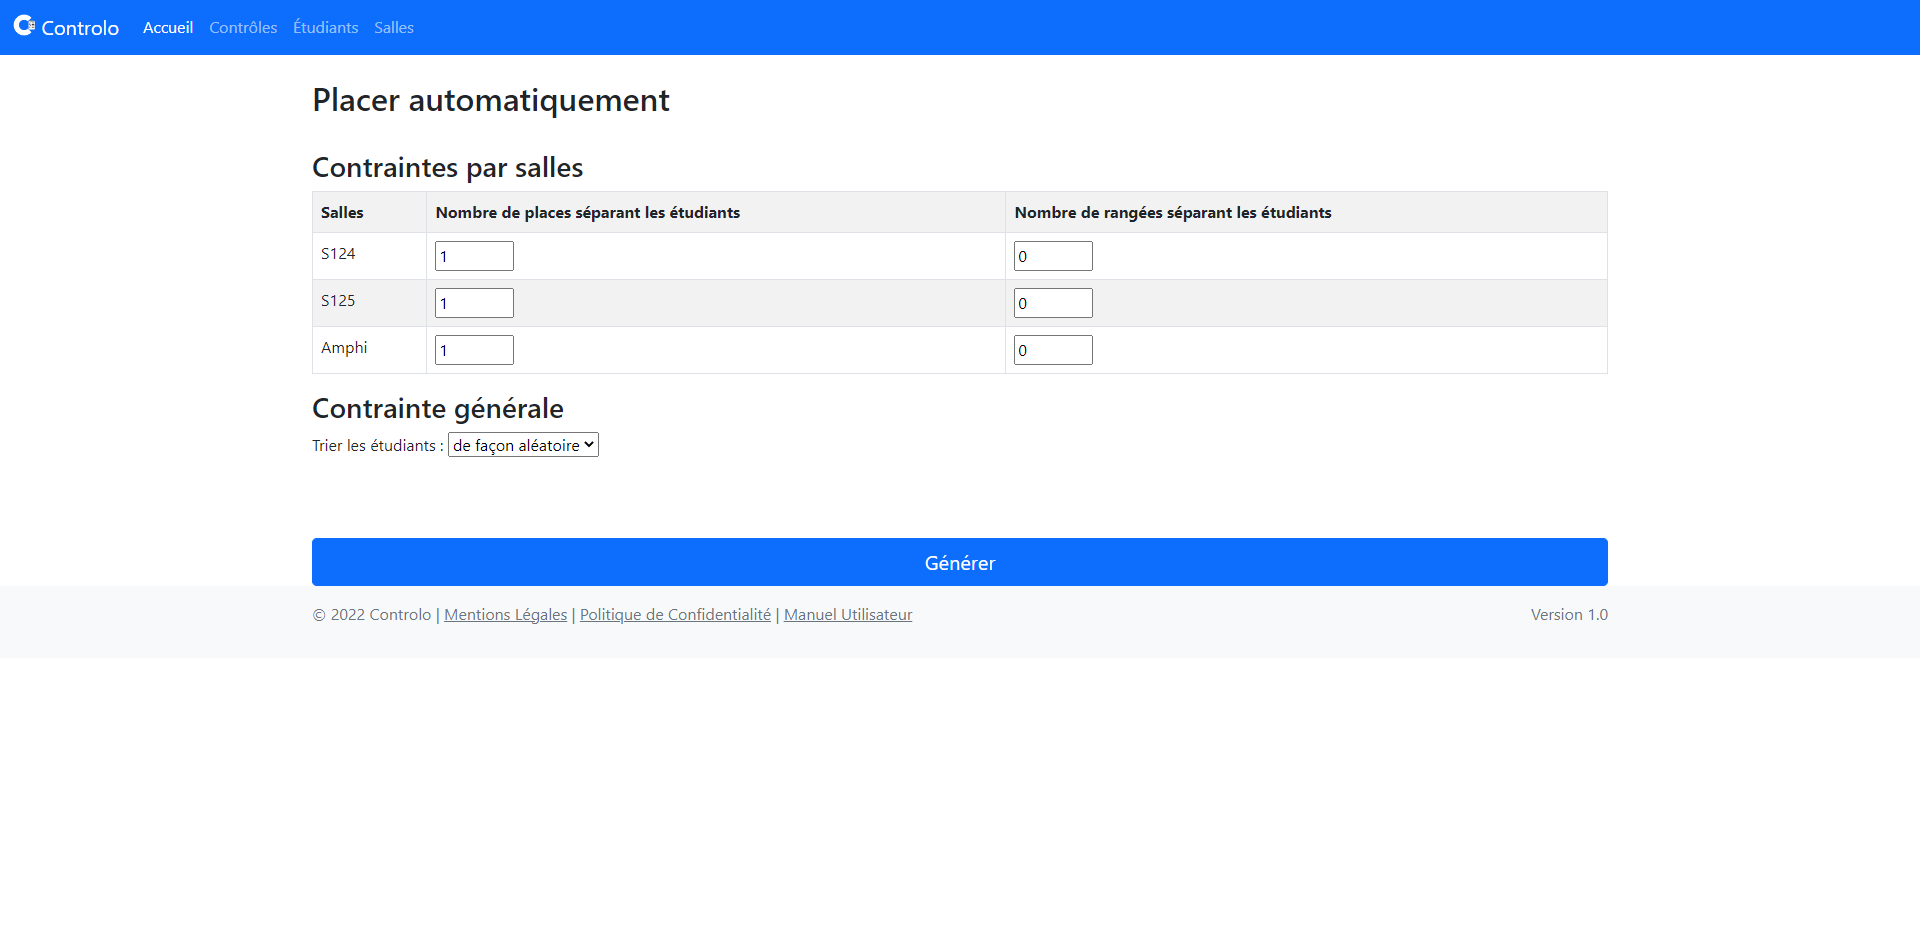 Controlo Accueil Contrôles Étudiants Salles
Placer automatiquement
Contraintes par salles
Salles Nombre de places séparant les étudiants Nombre de rangées séparant les étudiants
S124 1 0
S125 1 0
Amphi 1 0
Contrainte générale
Trier les étudiants : de façon aléatoire
Générer
© 2022 Controlo | Mentions Légales | Politique de Confidentialité | Manuel Utilisateur Version 1.0